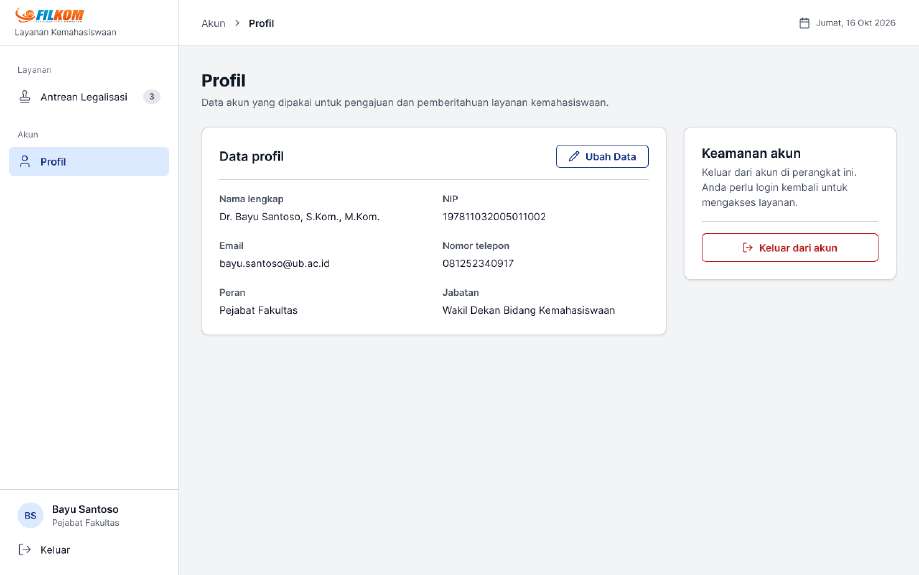 FILKOM
Layanan Kemahasiswaan
Layanan
Antrean Legalisasi 3
Akun
Profil
Bayu Santoso
BS
Pejabat Fakultas
Keluar
Akun > Profil
Jumat, 16 Okt 2026
Profil
Data akun yang dipakai untuk pengajuan dan pemberitahuan layanan kemahasiswaan.
Data profil
Ubah Data
Nama lengkap
Dr. Bayu Santoso, S.Kom., M.Kom.
NIP
197811032005011002
Email
bayu.santoso@ub.ac.id
Nomor telepon
081252340917
Peran
Pejabat Fakultas
Jabatan
Wakil Dekan Bidang Kemahasiswaan
Keamanan akun
Keluar dari akun di perangkat ini.
Anda perlu login kembali untuk
mengakses layanan.
Keluar dari akun